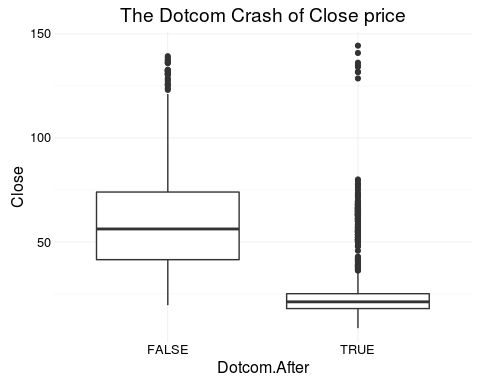 The Dotcom Crash of Close price
150
100
50
Close
FALSE
TRUE
Dotcom.After